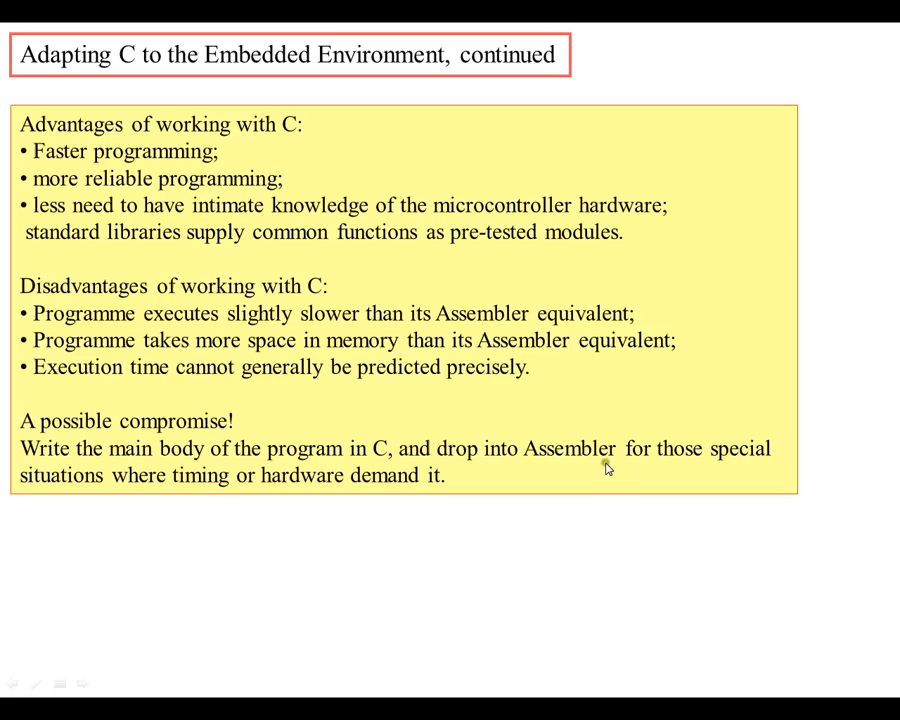 Adapting C to the Embedded Environment, continued
Advantages of working with C:
• Faster programming;
• more reliable programming;
• less need to have intimate knowledge of the microcontroller hardware;
standard libraries supply common functions as pre-tested modules.
Disadvantages of working with C:
• Programme executes slightly slower than its Assembler equivalent;
• Programme takes more space in memory than its Assembler equivalent;
• Execution time cannot generally be predicted precisely.
A possible compromise!
Write the main body of the program in C, and drop into Assembler for those special
situations where timing or hardware demand it.